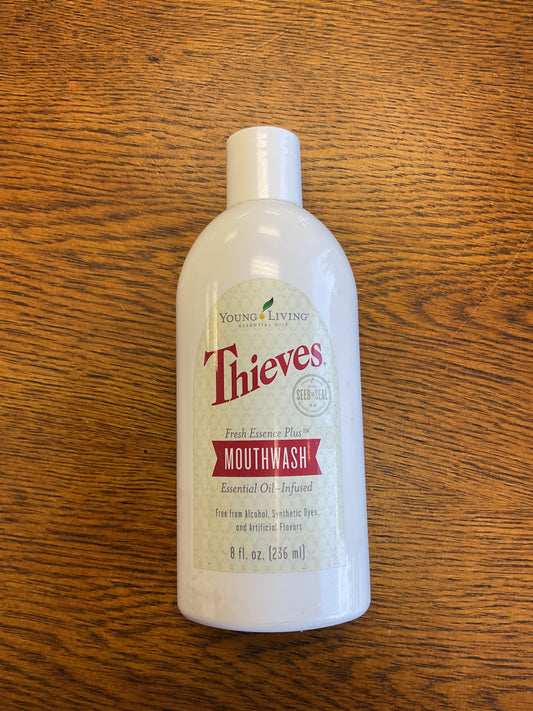 YOUNG LIVING®
ESSENTIAL OILS
Thieves®
SEED TO SEAL
Fresh Essence Plus™
MOUTHWASH
Essential Oil–Infused
Free from Alcohol, Synthetic Dyes,
and Artificial Flavors
8 fl. oz. (236 ml)